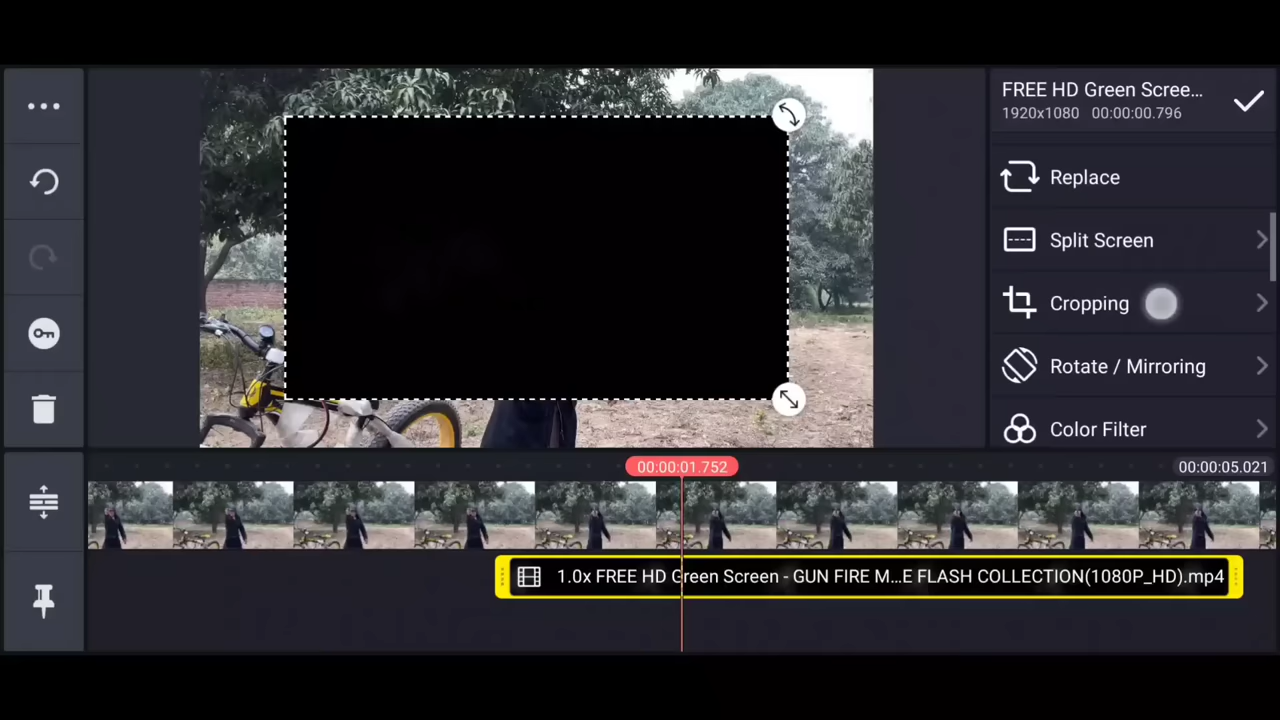 FREE HD Green Scree...
1920x1080 00:00:00.796
Replace
Split Screen
Cropping
Rotate / Mirroring
Color Filter
00:00:01.752
00:00:05.021
1.0x FREE HD Green Screen - GUN FIRE M...E FLASH COLLECTION(1080P_HD).mp4